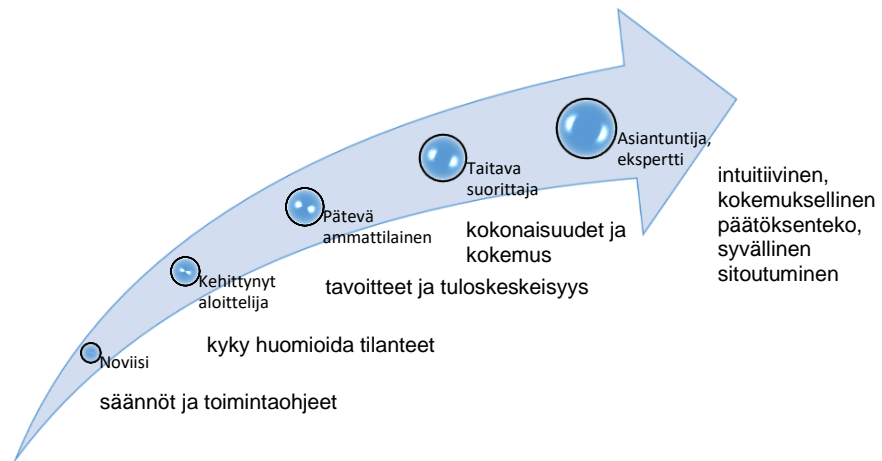 Noviisi
säännöt ja toimintaohjeet
Kehittynyt
aloittelija
kyky huomioida tilanteet
Pätevä
ammattilainen
tavoitteet ja tuloskeskeisyys
Taitava
suorittaja
kokonaisuudet ja
kokemus
Asiantuntija,
ekspertti
intuitiivinen,
kokemuksellinen
päätöksenteko,
syvällinen
sitoutuminen